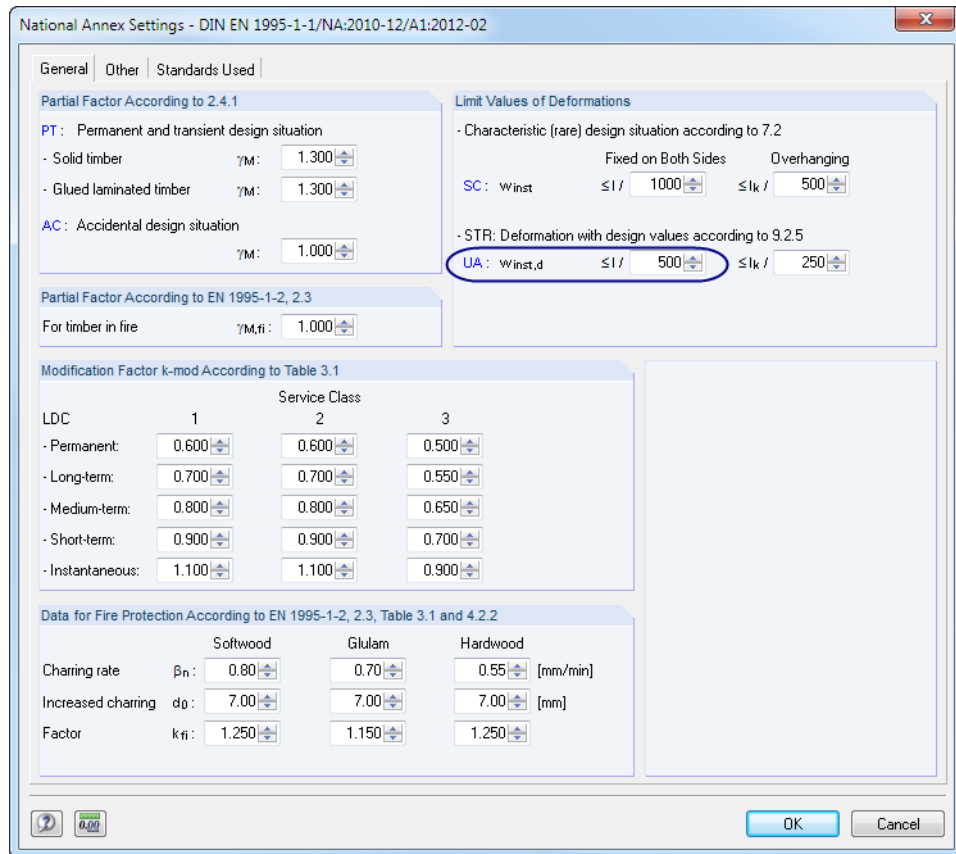 National Annex Settings - DIN EN 1995-1-1/NA:2010-12/A1:2012-02
General Other Standards Used
Partial Factor According to 2.4.1
PT : Permanent and transient design situation
- Solid timber γM : 1.300
- Glued laminated timber γM : 1.300
AC : Accidental design situation
γM : 1.000
Partial Factor According to EN 1995-1-2, 2.3
For timber in fire γM,fi : 1.000
Limit Values of Deformations
- Characteristic (rare) design situation according to 7.2
Fixed on Both Sides Overhanging
SC : winst ≤ l / 1000 ≤ lk / 500
- STR: Deformation with design values according to 9.2.5
UA : winst,d ≤ l / 500 ≤ lk / 250
Modification Factor k-mod According to Table 3.1
Service Class
LDC 1 2 3
- Permanent: 0.600 0.600 0.500
- Long-term: 0.700 0.700 0.550
- Medium-term: 0.800 0.800 0.650
- Short-term: 0.900 0.900 0.700
- Instantaneous: 1.100 1.100 0.900
Data for Fire Protection According to EN 1995-1-2, 2.3, Table 3.1 and 4.2.2
Softwood Glulam Hardwood
Charring rate βn : 0.80 0.70 0.55 [mm/min]
Increased charring d0 : 7.00 7.00 7.00 [mm]
Factor kfi : 1.250 1.150 1.250
0.00
OK Cancel